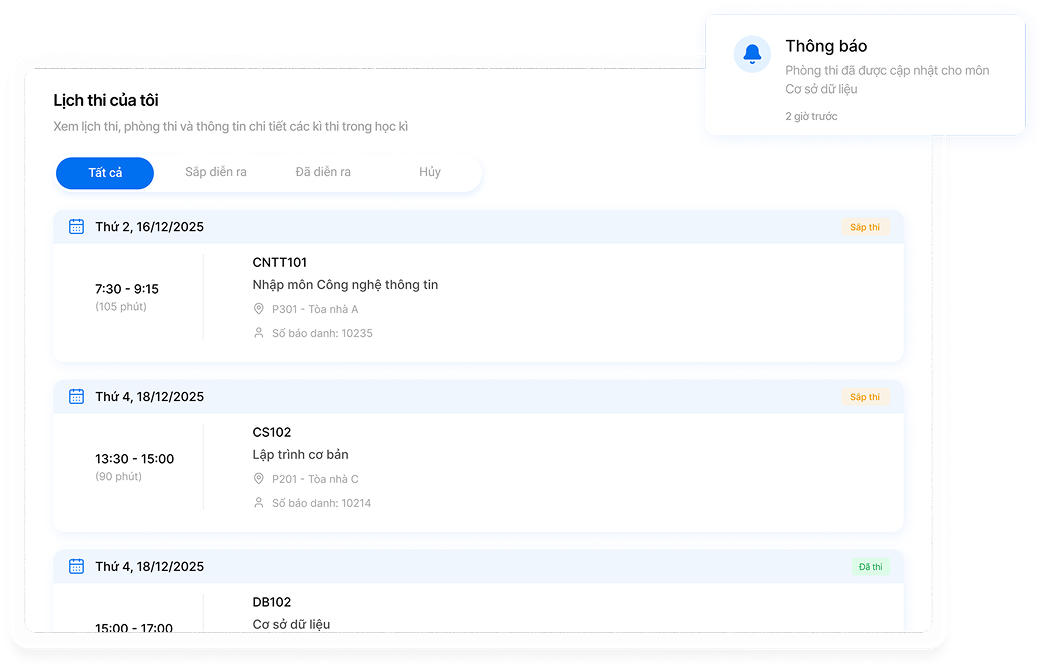 Thông báo
Phòng thi đã được cập nhật cho môn
Cơ sở dữ liệu
2 giờ trước
Lịch thi của tôi
Xem lịch thi, phòng thi và thông tin chi tiết các kì thi trong học kì
Tất cả
Sắp diễn ra
Đã diễn ra
Hủy
Thứ 2, 16/12/2025
Sắp thi
7:30 - 9:15
(105 phút)
CNTT101
Nhập môn Công nghệ thông tin
P301 - Tòa nhà A
Số báo danh: 10235
Thứ 4, 18/12/2025
Sắp thi
13:30 - 15:00
(90 phút)
CS102
Lập trình cơ bản
P201 - Tòa nhà C
Số báo danh: 10214
Thứ 4, 18/12/2025
Đã thi
15:00 - 17:00
DB102
Cơ sở dữ liệu